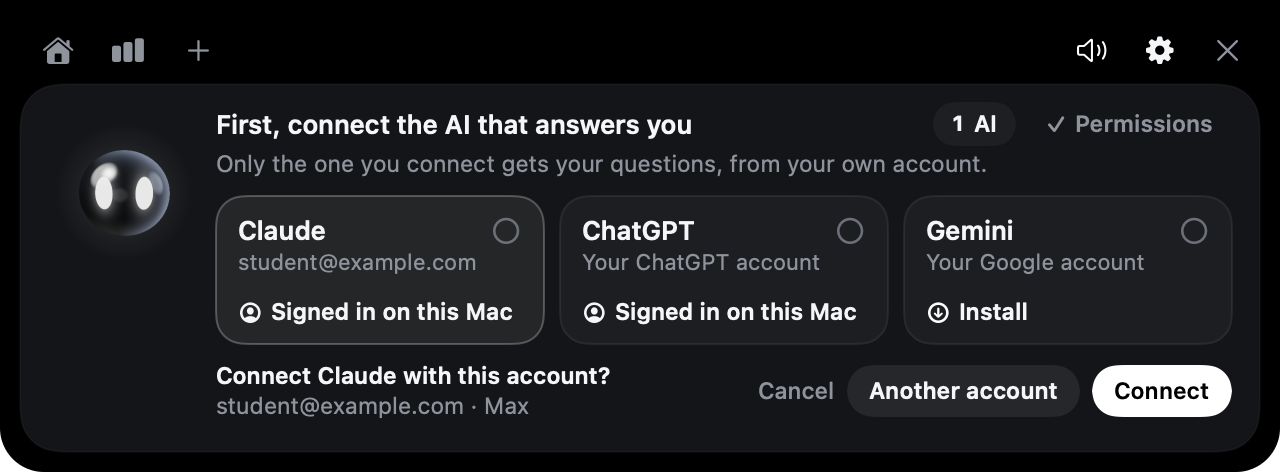 First, connect the AI that answers you
1 AI
Permissions
Only the one you connect gets your questions, from your own account.
Claude
student@example.com
Signed in on this Mac
ChatGPT
Your ChatGPT account
Signed in on this Mac
Gemini
Your Google account
Install
Connect Claude with this account?
student@example.com · Max
Cancel
Another account
Connect